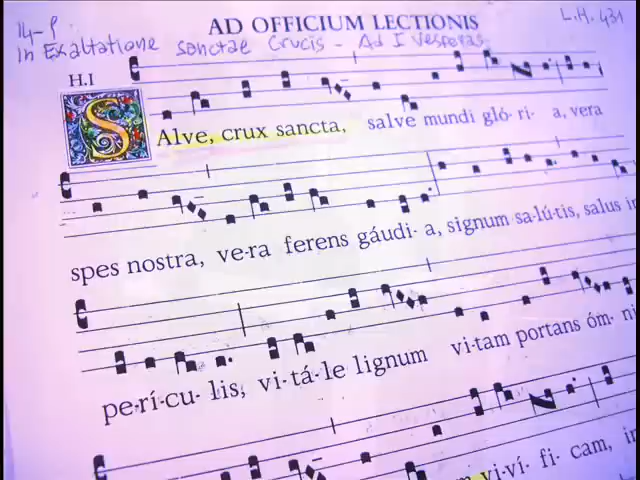 AD OFFICIUM LECTIONIS
14-9
L.H. 431
In Exaltatione Sanctae Crucis - Ad I Vesperas
H.I
SAlve, crux sancta, salve mundi gló-ri-a, vera
spes nostra, ve-ra ferens gáudi-a, signum sa-lú-tis, salus in
pe-rí-cu-lis, vi-tá-le lignum vi-tam portans óm-ni
vi-ví-fi-cam, in